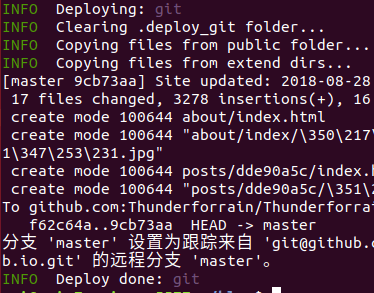 INFO  Deploying: git
INFO  Clearing .deploy_git folder...
INFO  Copying files from public folder...
INFO  Copying files from extend dirs...
[master 9cb73aa] Site updated: 2018-08-28
 17 files changed, 3278 insertions(+), 16
 create mode 100644 about/index.html
 create mode 100644 "about/index/\350\217
1\347\253\231.jpg"
 create mode 100644 posts/dde90a5c/index.h
 create mode 100644 "posts/dde90a5c/\351\2
To github.com:Thunderforrain/Thunderforra
   f62c64a..9cb73aa  HEAD -> master
分支 'master' 设置为跟踪来自 'git@github.c
b.io.git' 的远程分支 'master'。
INFO  Deploy done: git